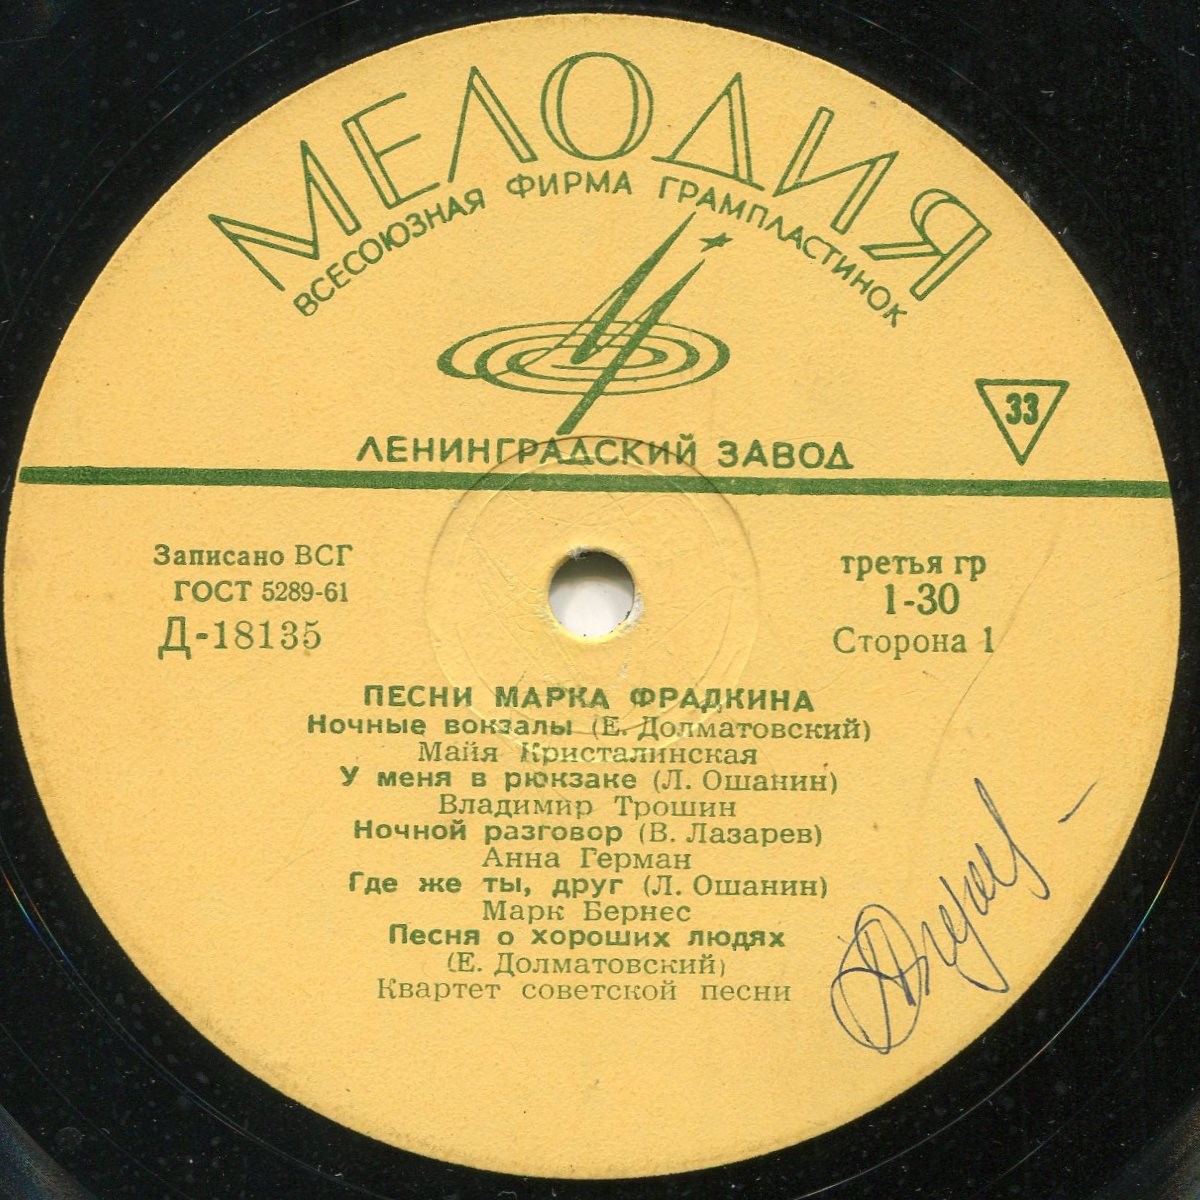 МЕЛОДИЯ
ВСЕСОЮЗНАЯ ФИРМА ГРАМПЛАСТИНОК
33
ЛЕНИНГРАДСКИЙ ЗАВОД
Записано ВСГ
ГОСТ 5289-61
Д-18135
третья гр
1-30
Сторона 1
ПЕСНИ МАРКА ФРАДКИНА
Ночные вокзалы (Е. Долматовский)
Майя Кристалинская
У меня в рюкзаке (Л. Ошанин)
Владимир Трошин
Ночной разговор (В. Лазарев)
Анна Герман
Где же ты, друг (Л. Ошанин)
Марк Бернес
Песня о хороших людях
(Е. Долматовский)
Квартет советской песни